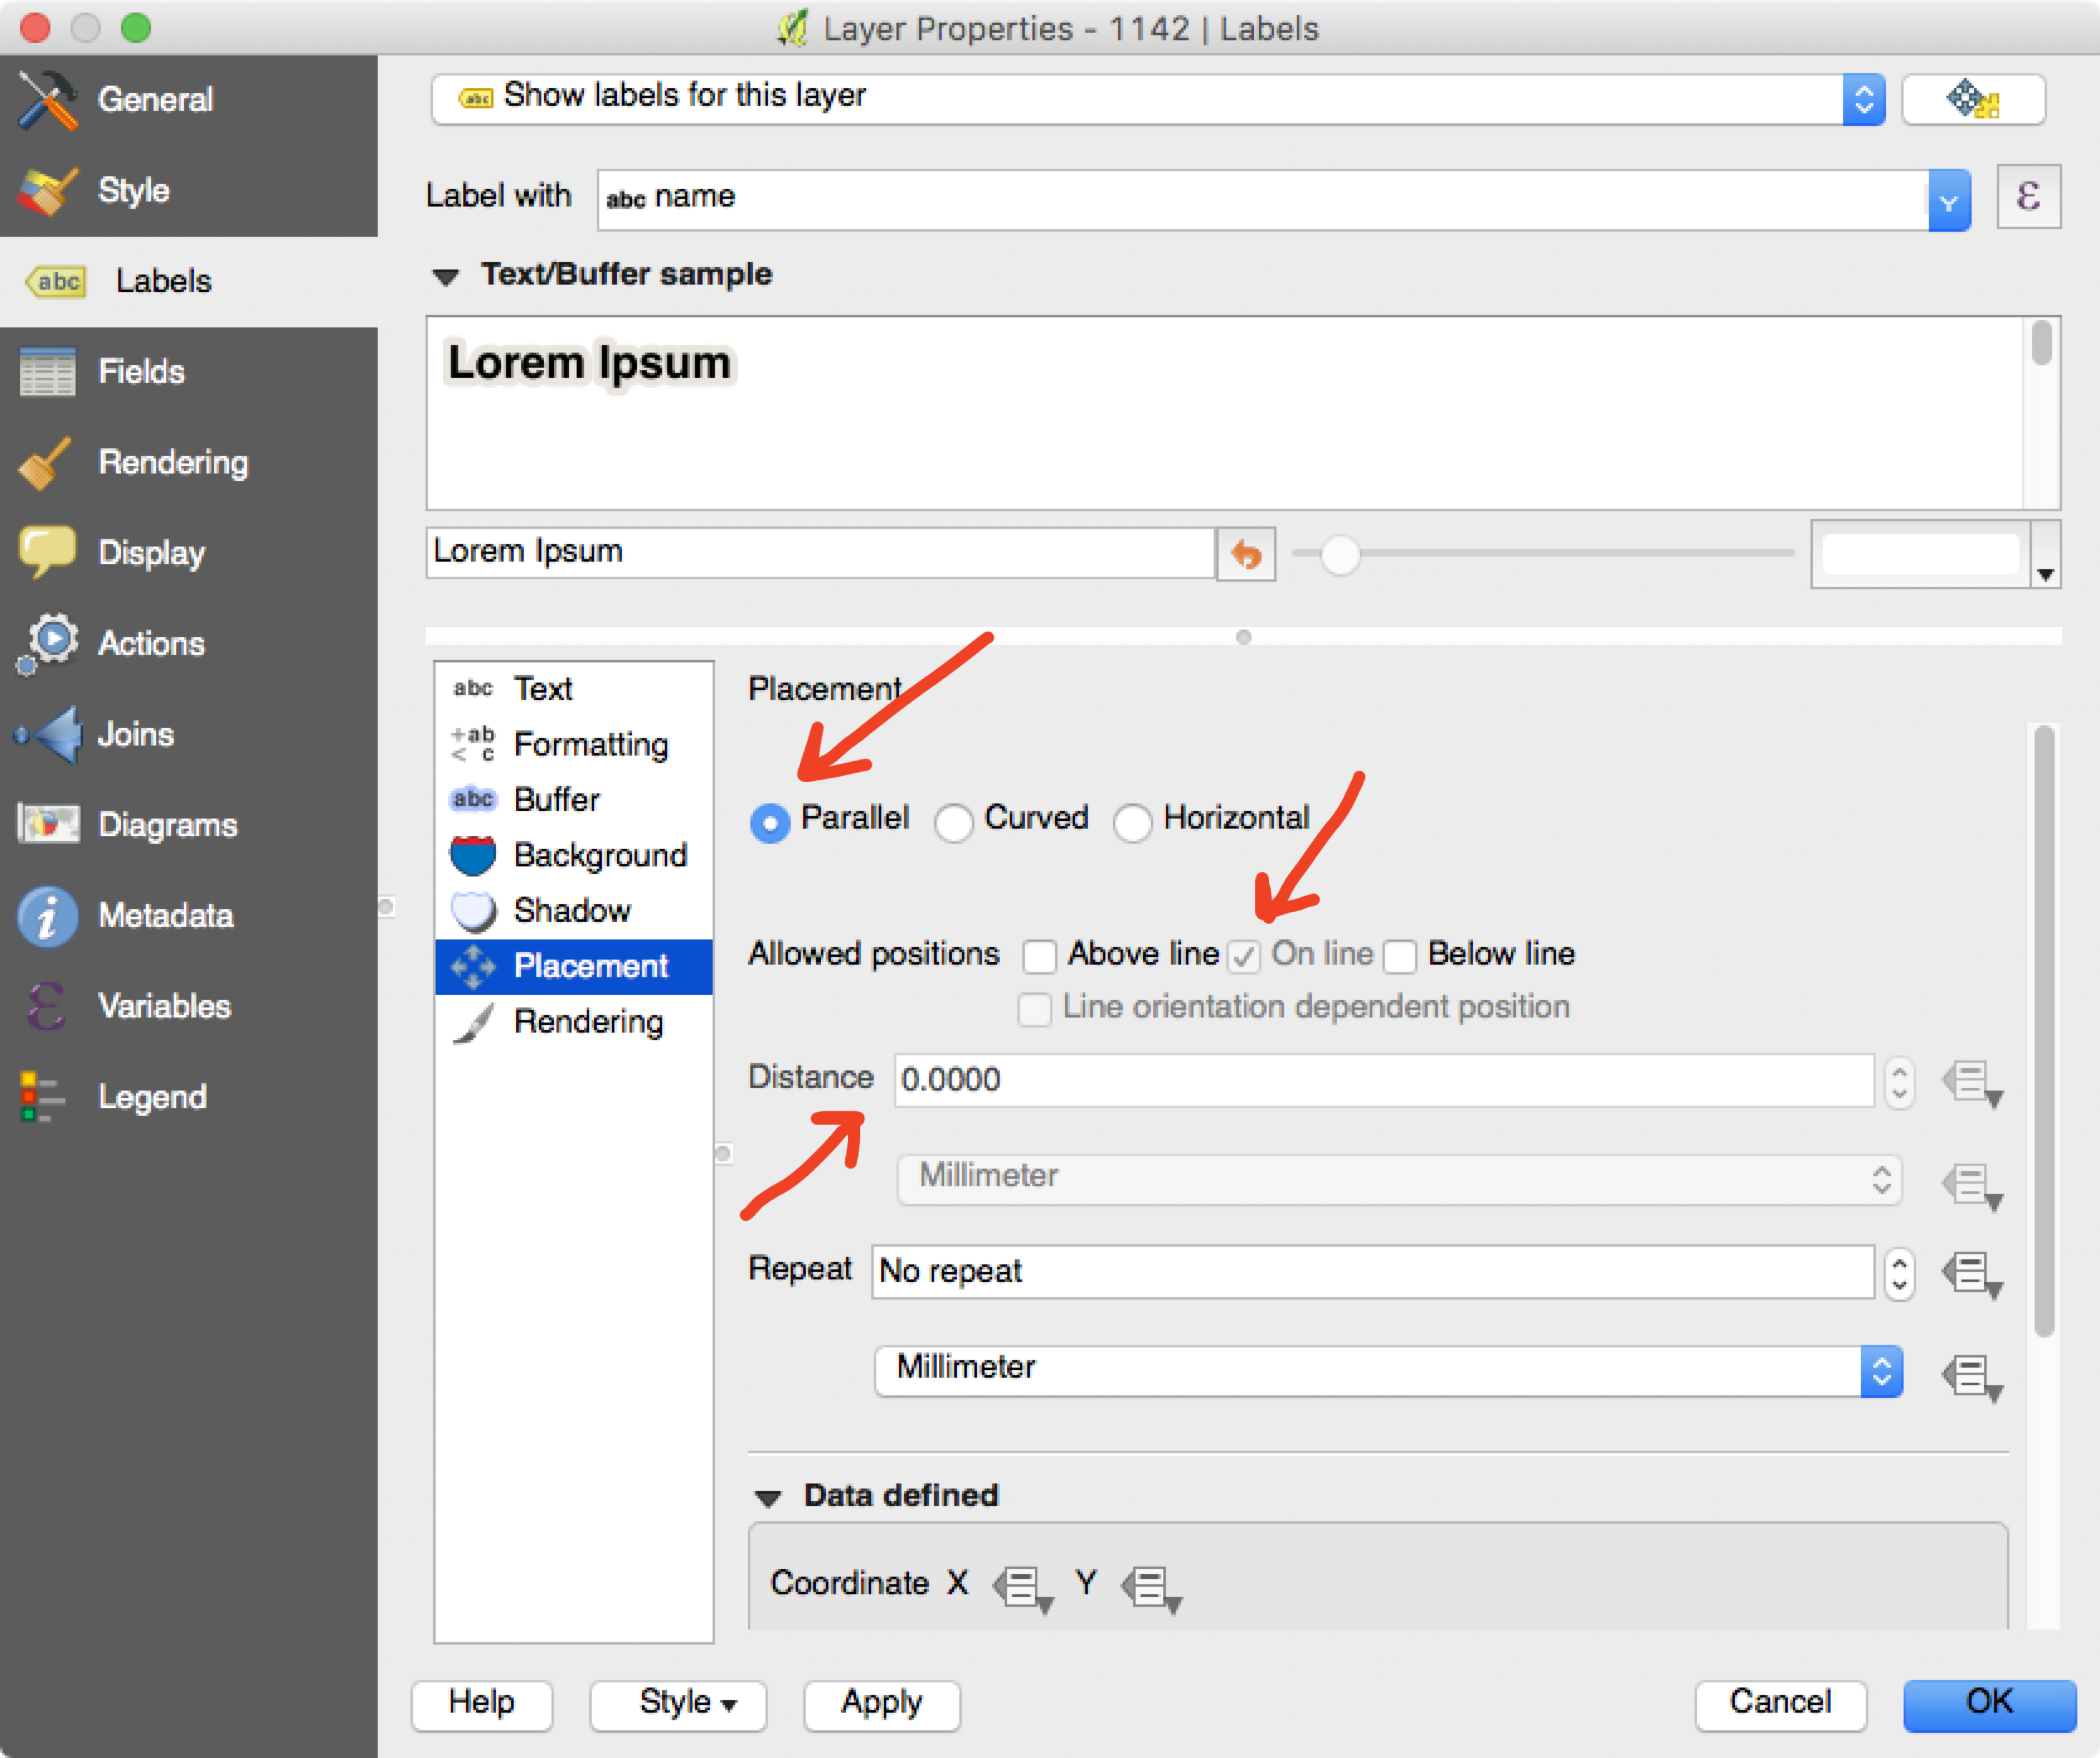 Layer Properties - 1142 | Labels
General
Style
Labels
Fields
Rendering
Display
Actions
Joins
Diagrams
Metadata
Variables
Legend
abc Show labels for this layer
Label with abc name ε
Text/Buffer sample
Lorem Ipsum
Lorem Ipsum
abc Text
+ab < c Formatting
abc Buffer
Background
Shadow
Placement
Rendering
Placement
Parallel Curved Horizontal
Allowed positions Above line On line Below line
Line orientation dependent position
Distance 0.0000
Millimeter
Repeat No repeat
Millimeter
Data defined
Coordinate X Y
Help Style Apply Cancel OK